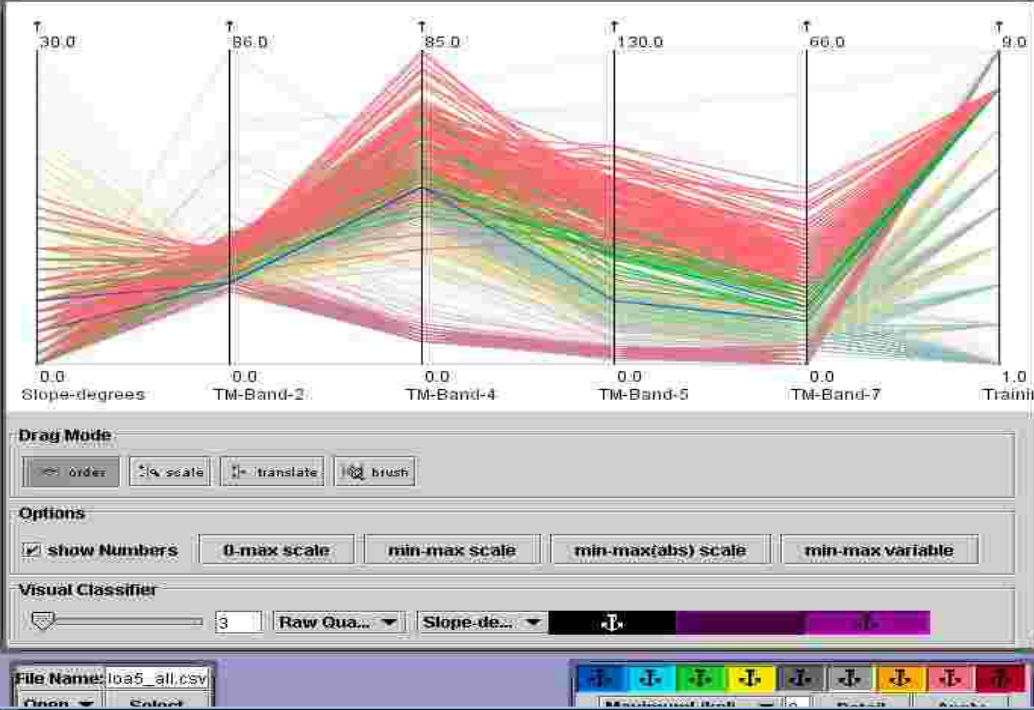 30.0 86.0 85.0 130.0 66.0 9.0
0.0 0.0 0.0 0.0 0.0 1.0
Slope-degrees TM-Band-2 TM-Band-4 TM-Band-5 TM-Band-7 Traini
Drag Mode
order scale translate brush
Options
show Numbers 0-max scale min-max scale min-max(abs) scale min-max variable
Visual Classifier
3 Raw Qua... Slope-de...
File Name: loa5_all.csv
Open Select